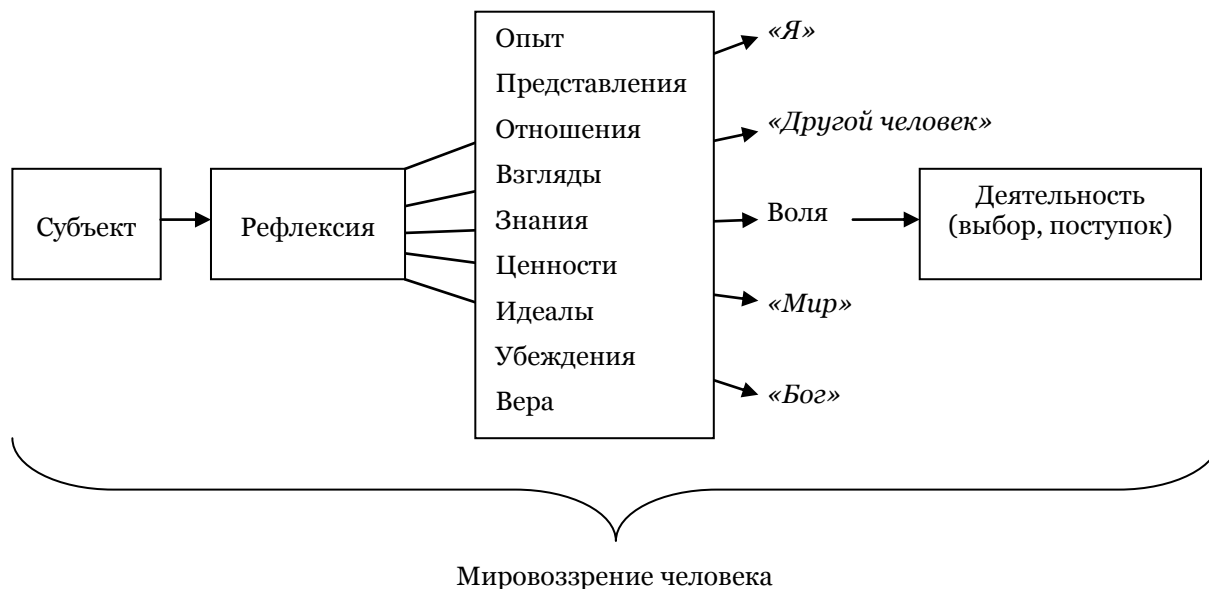 Субъект
Рефлексия
Опыт
Представления
Отношения
Взгляды
Знания
Ценности
Идеалы
Убеждения
Вера
«Я»
«Другой человек»
Воля
«Мир»
«Бог»
Деятельность
(выбор, поступок)
Мировоззрение человека